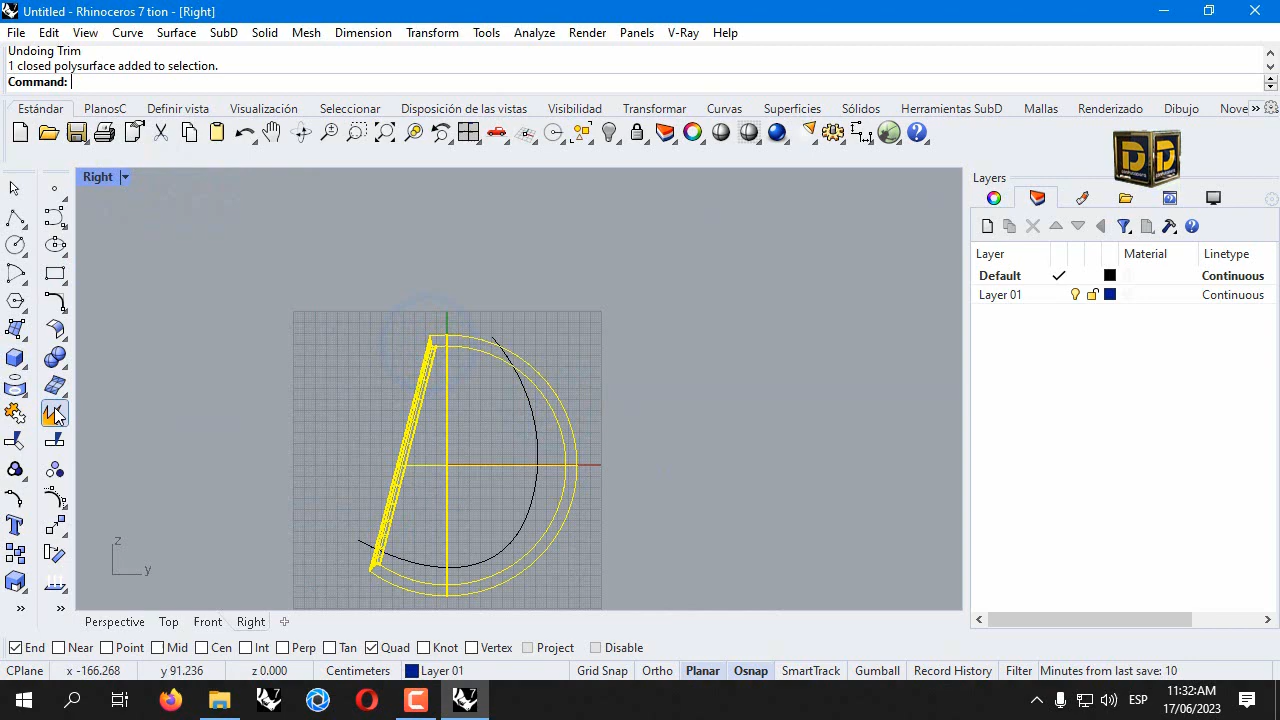 Untitled - Rhinoceros 7 tion - [Right]
File Edit View Curve Surface SubD Solid Mesh Dimension Transform Tools Analyze Render Panels V-Ray Help
Undoing Trim
1 closed polysurface added to selection.
Command:
Estándar PlanosC Definir vista Visualización Seleccionar Disposición de las vistas Visibilidad Transformar Curvas Superficies Sólidos Herramientas SubD Mallas Renderizado Dibujo Nove
Right
Layers
Layer Material Linetype
Default Continuous
Layer 01 Continuous
z
y
Perspective Top Front Right
End Near Point Mid Cen Int Perp Tan Quad Knot Vertex Project Disable
CPlane x -166.268 y 91.236 z 0.000 Centimeters Layer 01 Grid Snap Ortho Planar Osnap SmartTrack Gumball Record History Filter Minutes from last save: 10
ESP
11:32:AM
17/06/2023